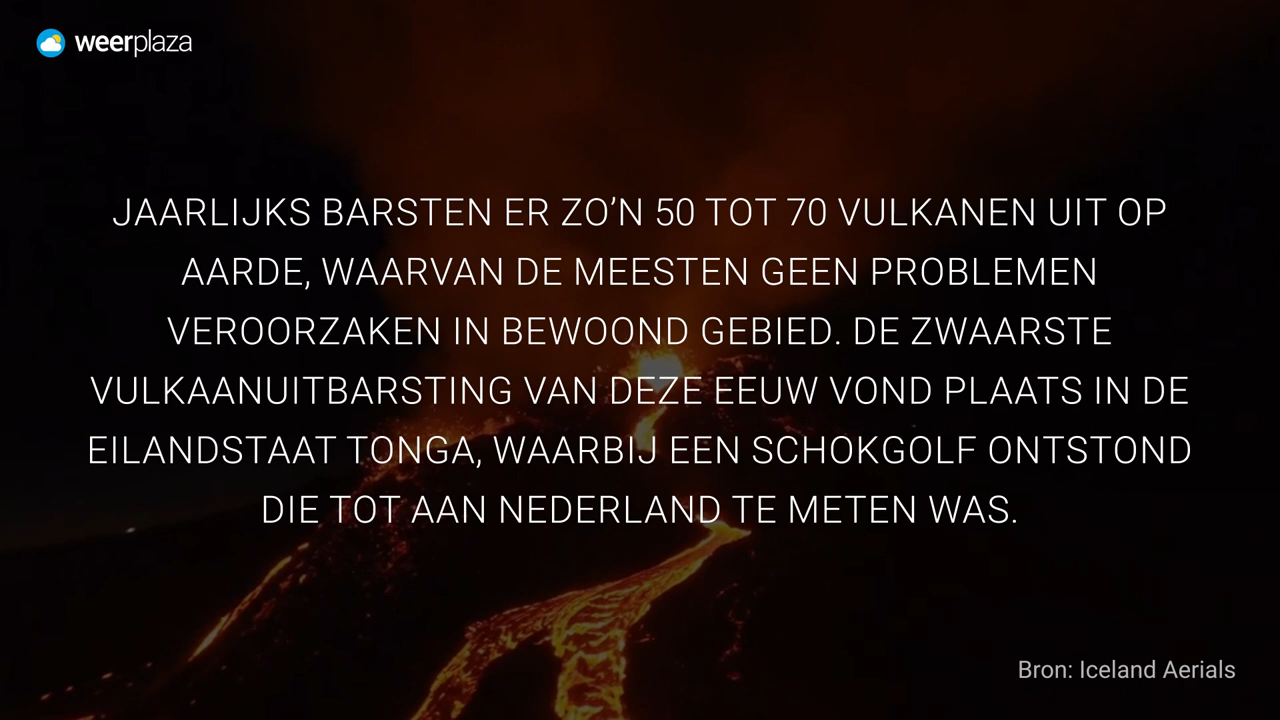 weerplaza
JAARLIJKS BARSTEN ER ZO’N 50 TOT 70 VULKANEN UIT OP
AARDE, WAARVAN DE MEESTEN GEEN PROBLEMEN
VEROORZAKEN IN BEWOOND GEBIED. DE ZWAARSTE
VULKAANUITBARSTING VAN DEZE EEUW VOND PLAATS IN DE
EILANDSTAAT TONGA, WAARBIJ EEN SCHOKGOLF ONTSTOND
DIE TOT AAN NEDERLAND TE METEN WAS.
Bron: Iceland Aerials